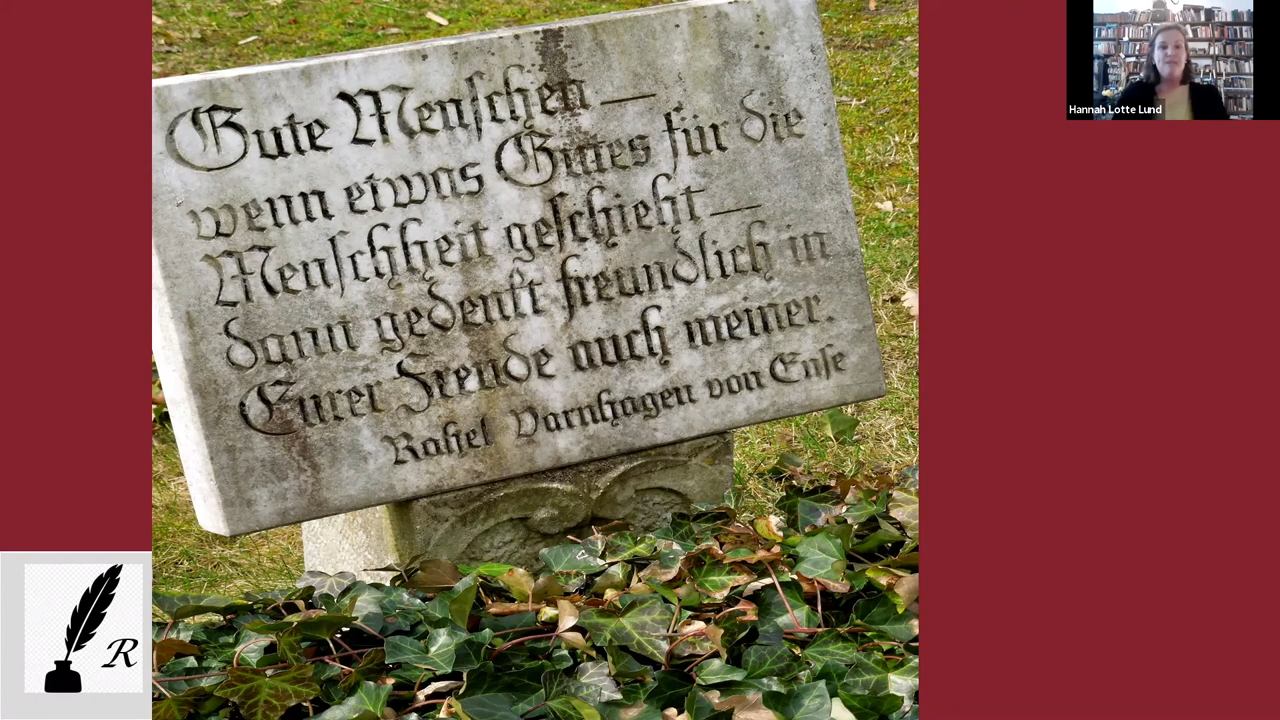 Gute Menschen —
wenn etwas Gutes für die
Menschheit geschieht —
dann gedenkt freundlich in
Eurer Freude auch meiner.
Rahel Varnhagen von Ense
Hannah Lotte Lund
R